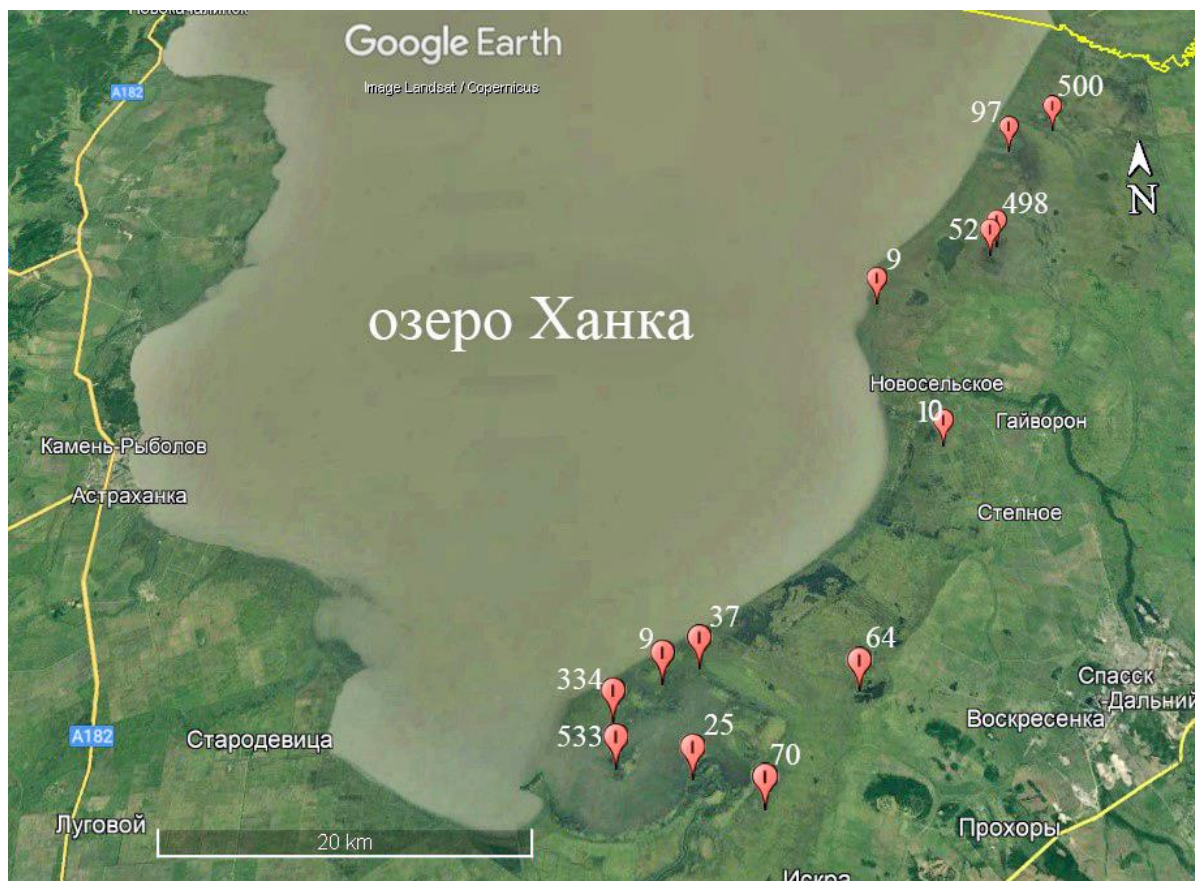 Новокачалинск
Google Earth
Image Landsat / Copernicus
A182
500
97
N
498
52
9
озеро Ханка
Новосельское
10
Гайворон
Камень-Рыболов
Астраханка
Степное
37
9
64
334
Спасск
-Дальний
Воскресенка
533
25
A182
Стародевица
70
Луговой
20 km
Прохоры
Искра